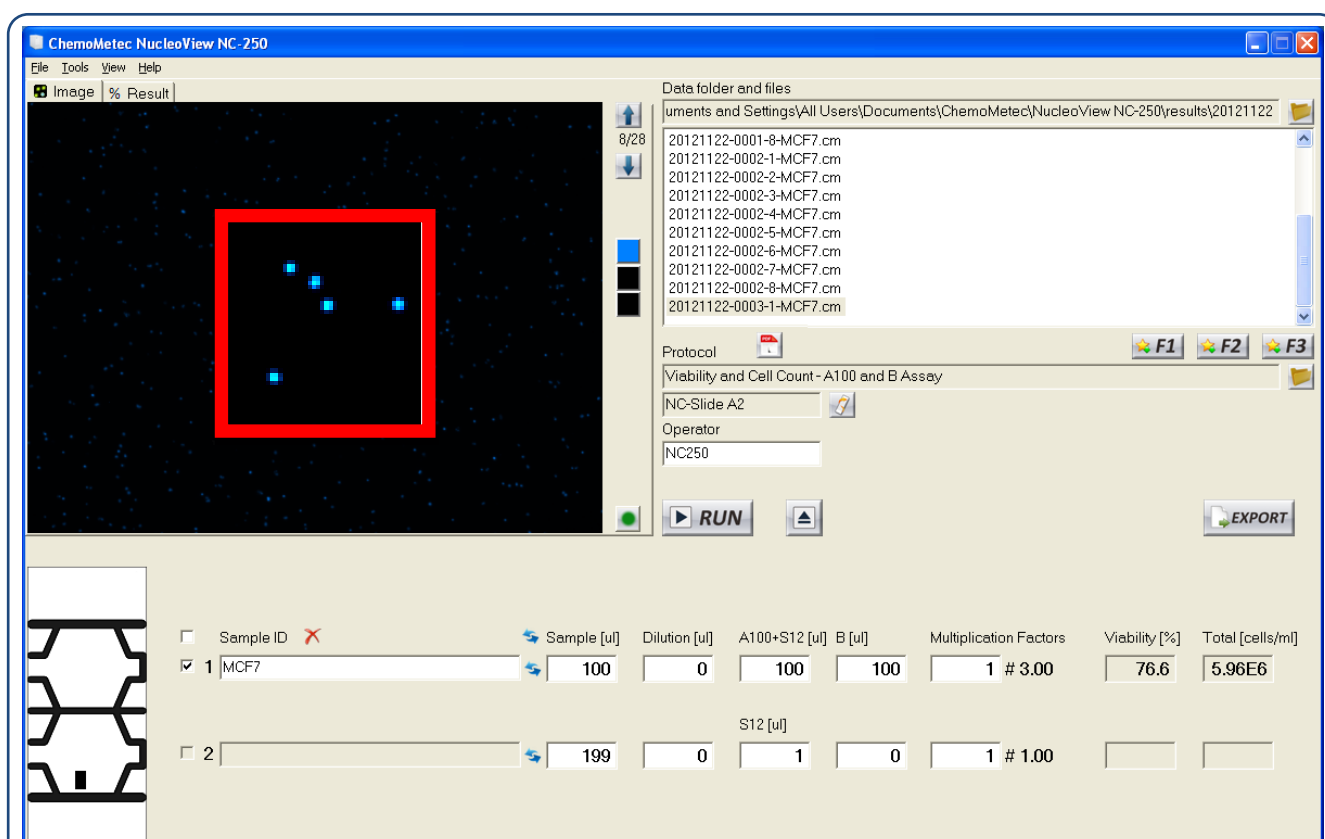 ChemoMetec NucleoView NC-250
File Tools View Help
Image % Result
8/28
Data folder and files
uments and Settings\All Users\Documents\ChemoMetec\NucleoView NC-250\results\20121122
20121122-0001-8-MCF7.cm
20121122-0002-1-MCF7.cm
20121122-0002-2-MCF7.cm
20121122-0002-3-MCF7.cm
20121122-0002-4-MCF7.cm
20121122-0002-5-MCF7.cm
20121122-0002-6-MCF7.cm
20121122-0002-7-MCF7.cm
20121122-0002-8-MCF7.cm
20121122-0003-1-MCF7.cm
Protocol
F1 F2 F3
Viability and Cell Count - A100 and B Assay
NC-Slide A2
Operator
NC250
RUN EXPORT
Sample ID Sample [ul] Dilution [ul] A100+S12 [ul] B [ul] Multiplication Factors Viability [%] Total [cells/ml]
1 MCF7 100 0 100 100 1 # 3.00 76.6 5.96E6
S12 [ul]
2 199 0 1 0 1 # 1.00